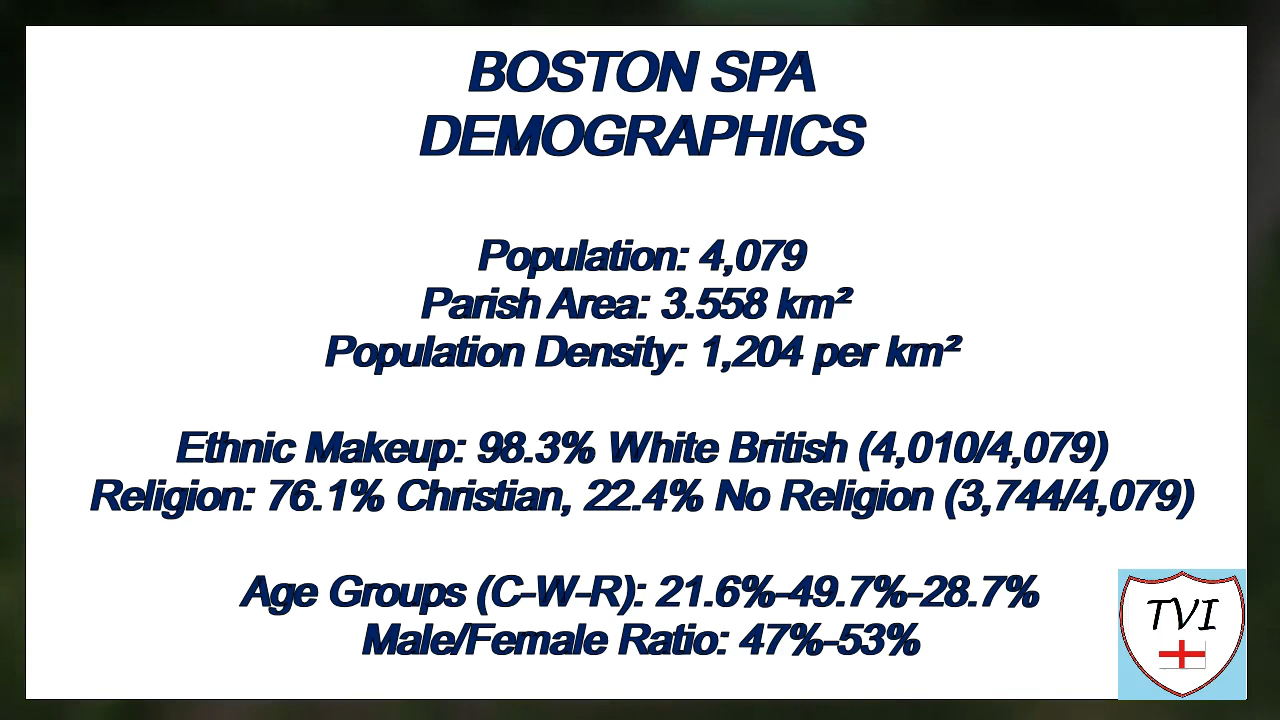 BOSTON SPA
DEMOGRAPHICS
Population: 4,079
Parish Area: 3.558 km²
Population Density: 1,204 per km²
Ethnic Makeup: 98.3% White British (4,010/4,079)
Religion: 76.1% Christian, 22.4% No Religion (3,744/4,079)
Age Groups (C-W-R): 21.6%-49.7%-28.7%
Male/Female Ratio: 47%-53%
TVI